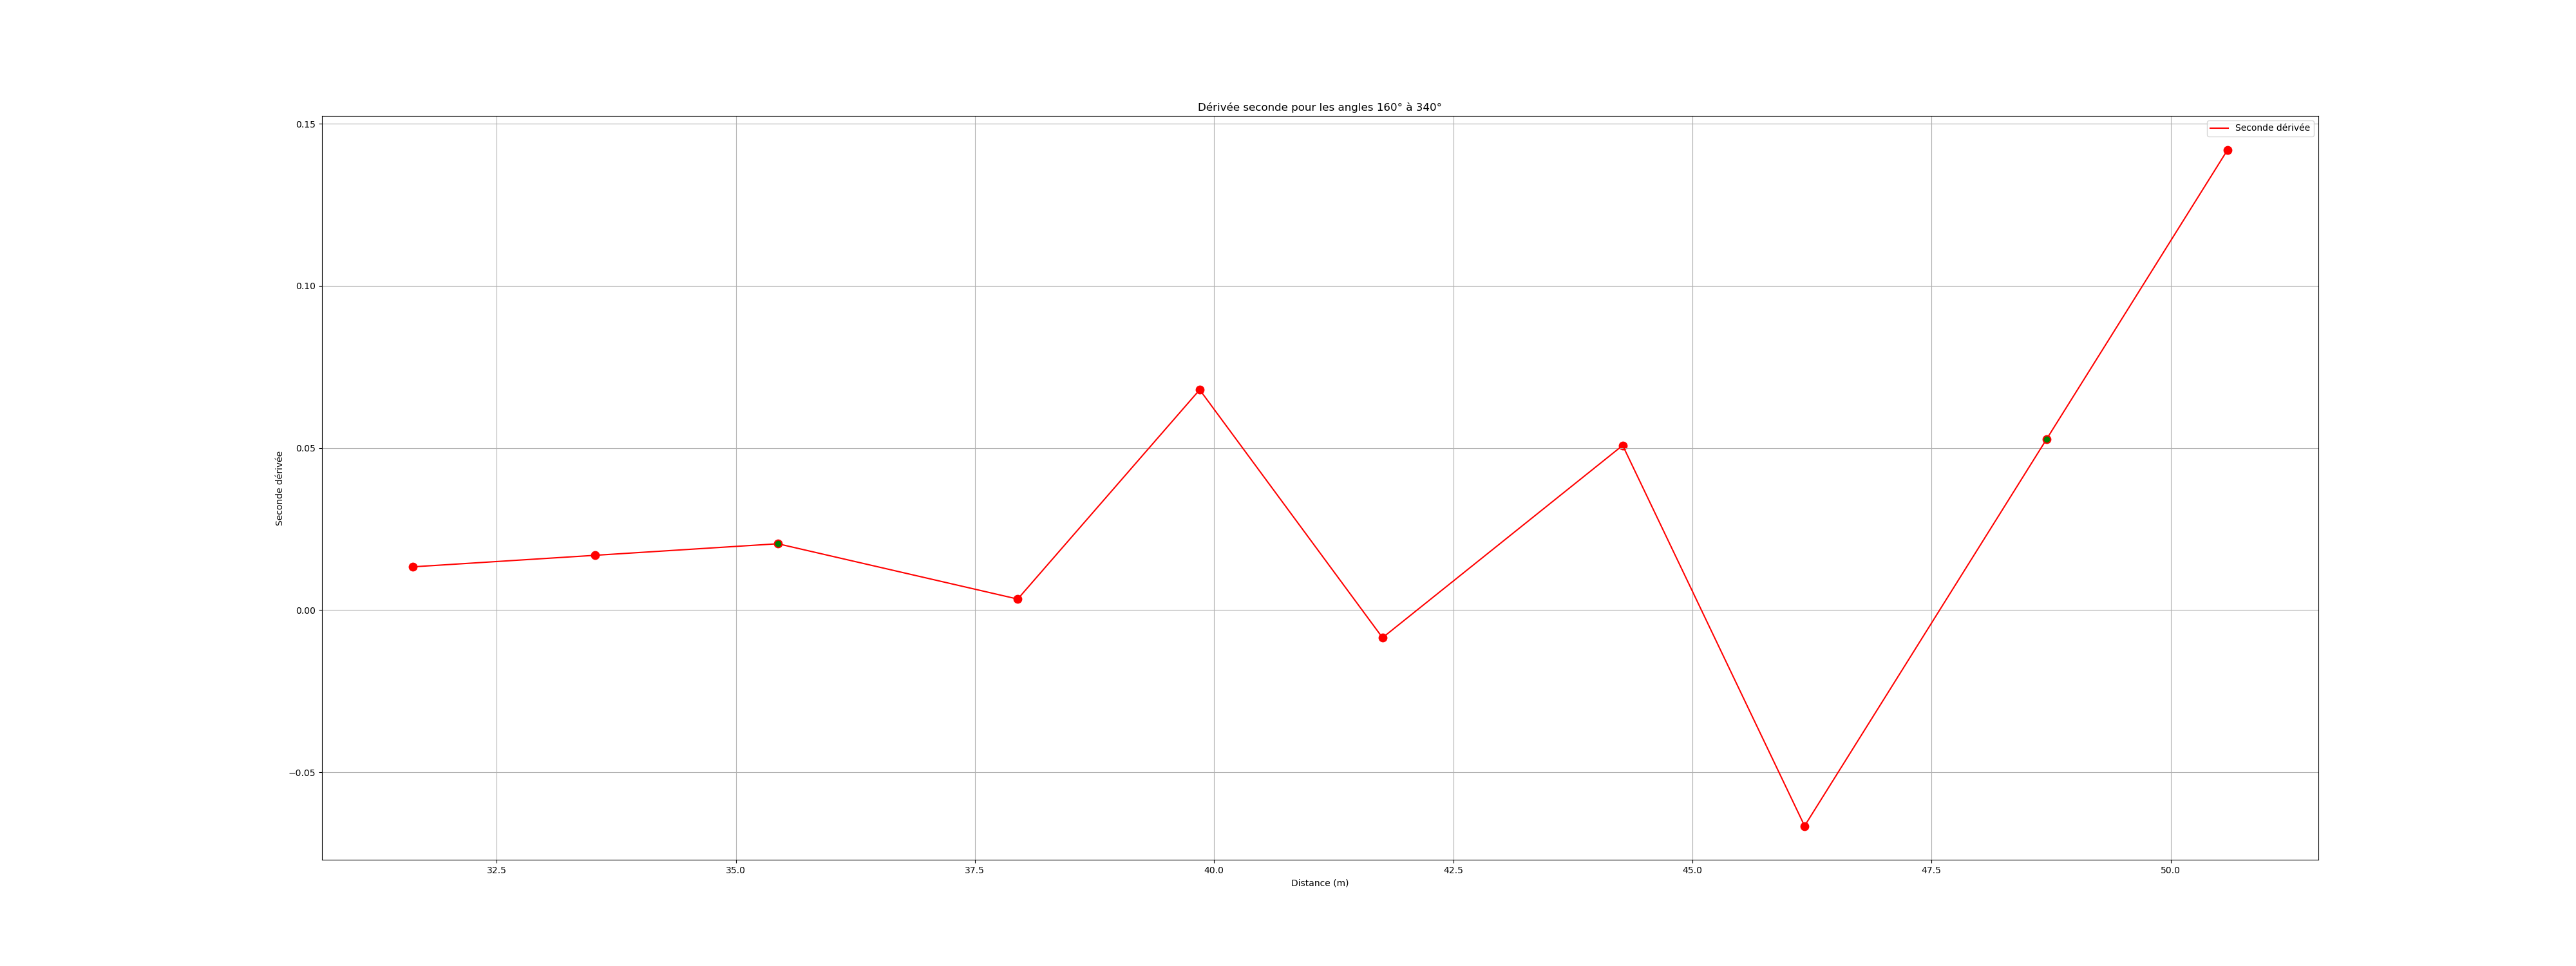 Dérivée seconde pour les angles 160° à 340°
Seconde dérivée
0.15
0.10
0.05
0.00
−0.05
Seconde dérivée
32.5 35.0 37.5 40.0 42.5 45.0 47.5 50.0
Distance (m)